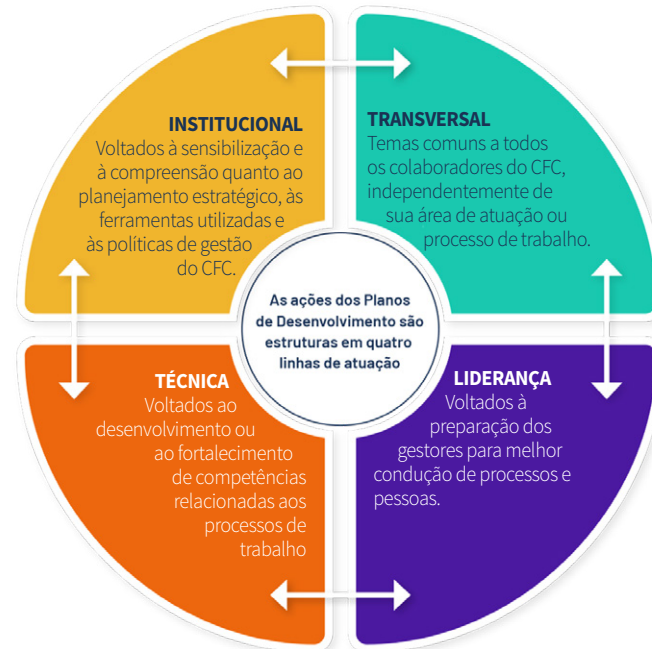 INSTITUCIONAL
Voltados à sensibilização e
à compreensão quanto ao
planejamento estratégico, às
ferramentas utilizadas e
às políticas de gestão
do CFC.
TRANSVERSAL
Temas comuns a todos
os colaboradores do CFC,
independentemente de
sua área de atuação ou
processo de trabalho.
As ações dos Planos
de Desenvolvimento são
estruturas em quatro
linhas de atuação
TÉCNICA
Voltados ao
desenvolvimento ou
ao fortalecimento
de competências
relacionadas aos
processos de
trabalho
LIDERANÇA
Voltados à
preparação dos
gestores para melhor
condução de processos e
pessoas.